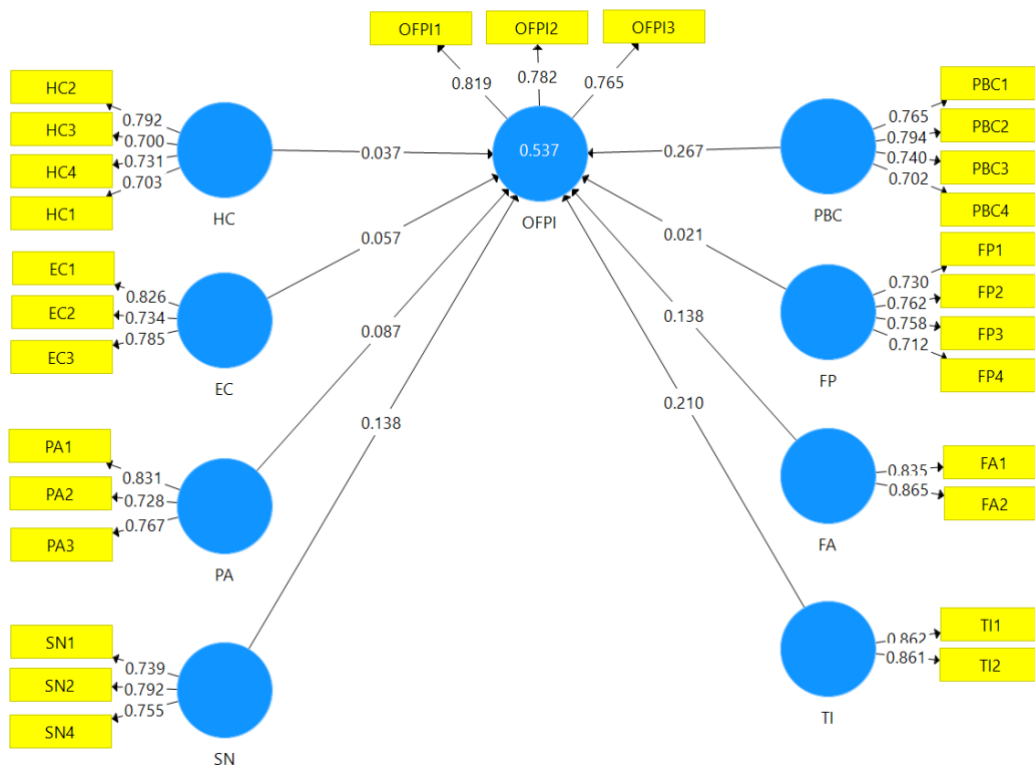 OFPI1
OFPI2
OFPI3
0.819
0.782
0.765
0.537
OFPI
HC2
HC3
HC4
HC1
0.792
0.700
0.731
0.703
HC
0.037
EC1
EC2
EC3
0.826
0.734
0.785
EC
0.057
PA1
PA2
PA3
0.831
0.728
0.767
PA
0.087
SN1
SN2
SN4
0.739
0.792
0.755
SN
0.138
PBC1
PBC2
PBC3
PBC4
0.765
0.794
0.740
0.702
PBC
0.267
FP1
FP2
FP3
FP4
0.730
0.762
0.758
0.712
FP
0.021
FA1
FA2
0.835
0.865
FA
0.138
TI1
TI2
0.862
0.861
TI
0.210